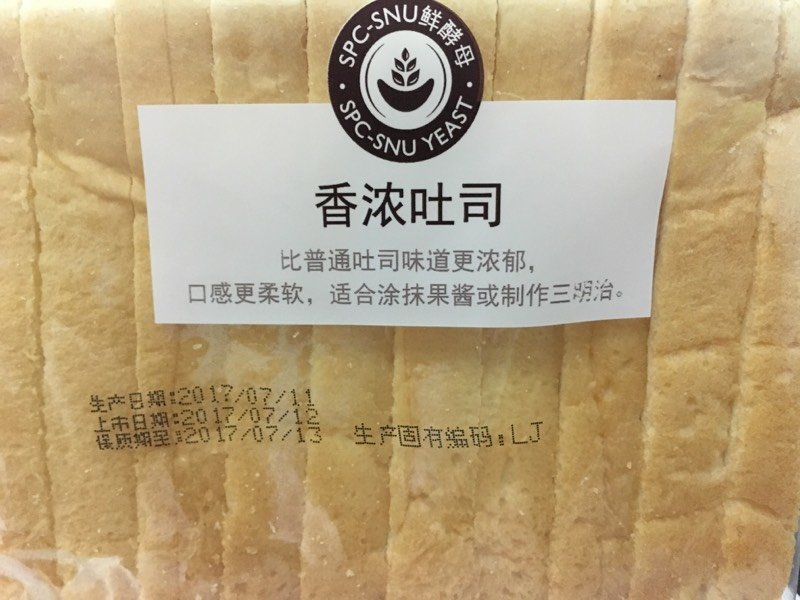 SPC-SNU鲜酵母
SPC-SNU YEAST
香浓吐司
比普通吐司味道更浓郁，
口感更柔软，适合涂抹果酱或制作三明治。
生产日期:2017/07/11
上市日期:2017/07/12
保质期至:2017/07/13 生产固有编码:LJ